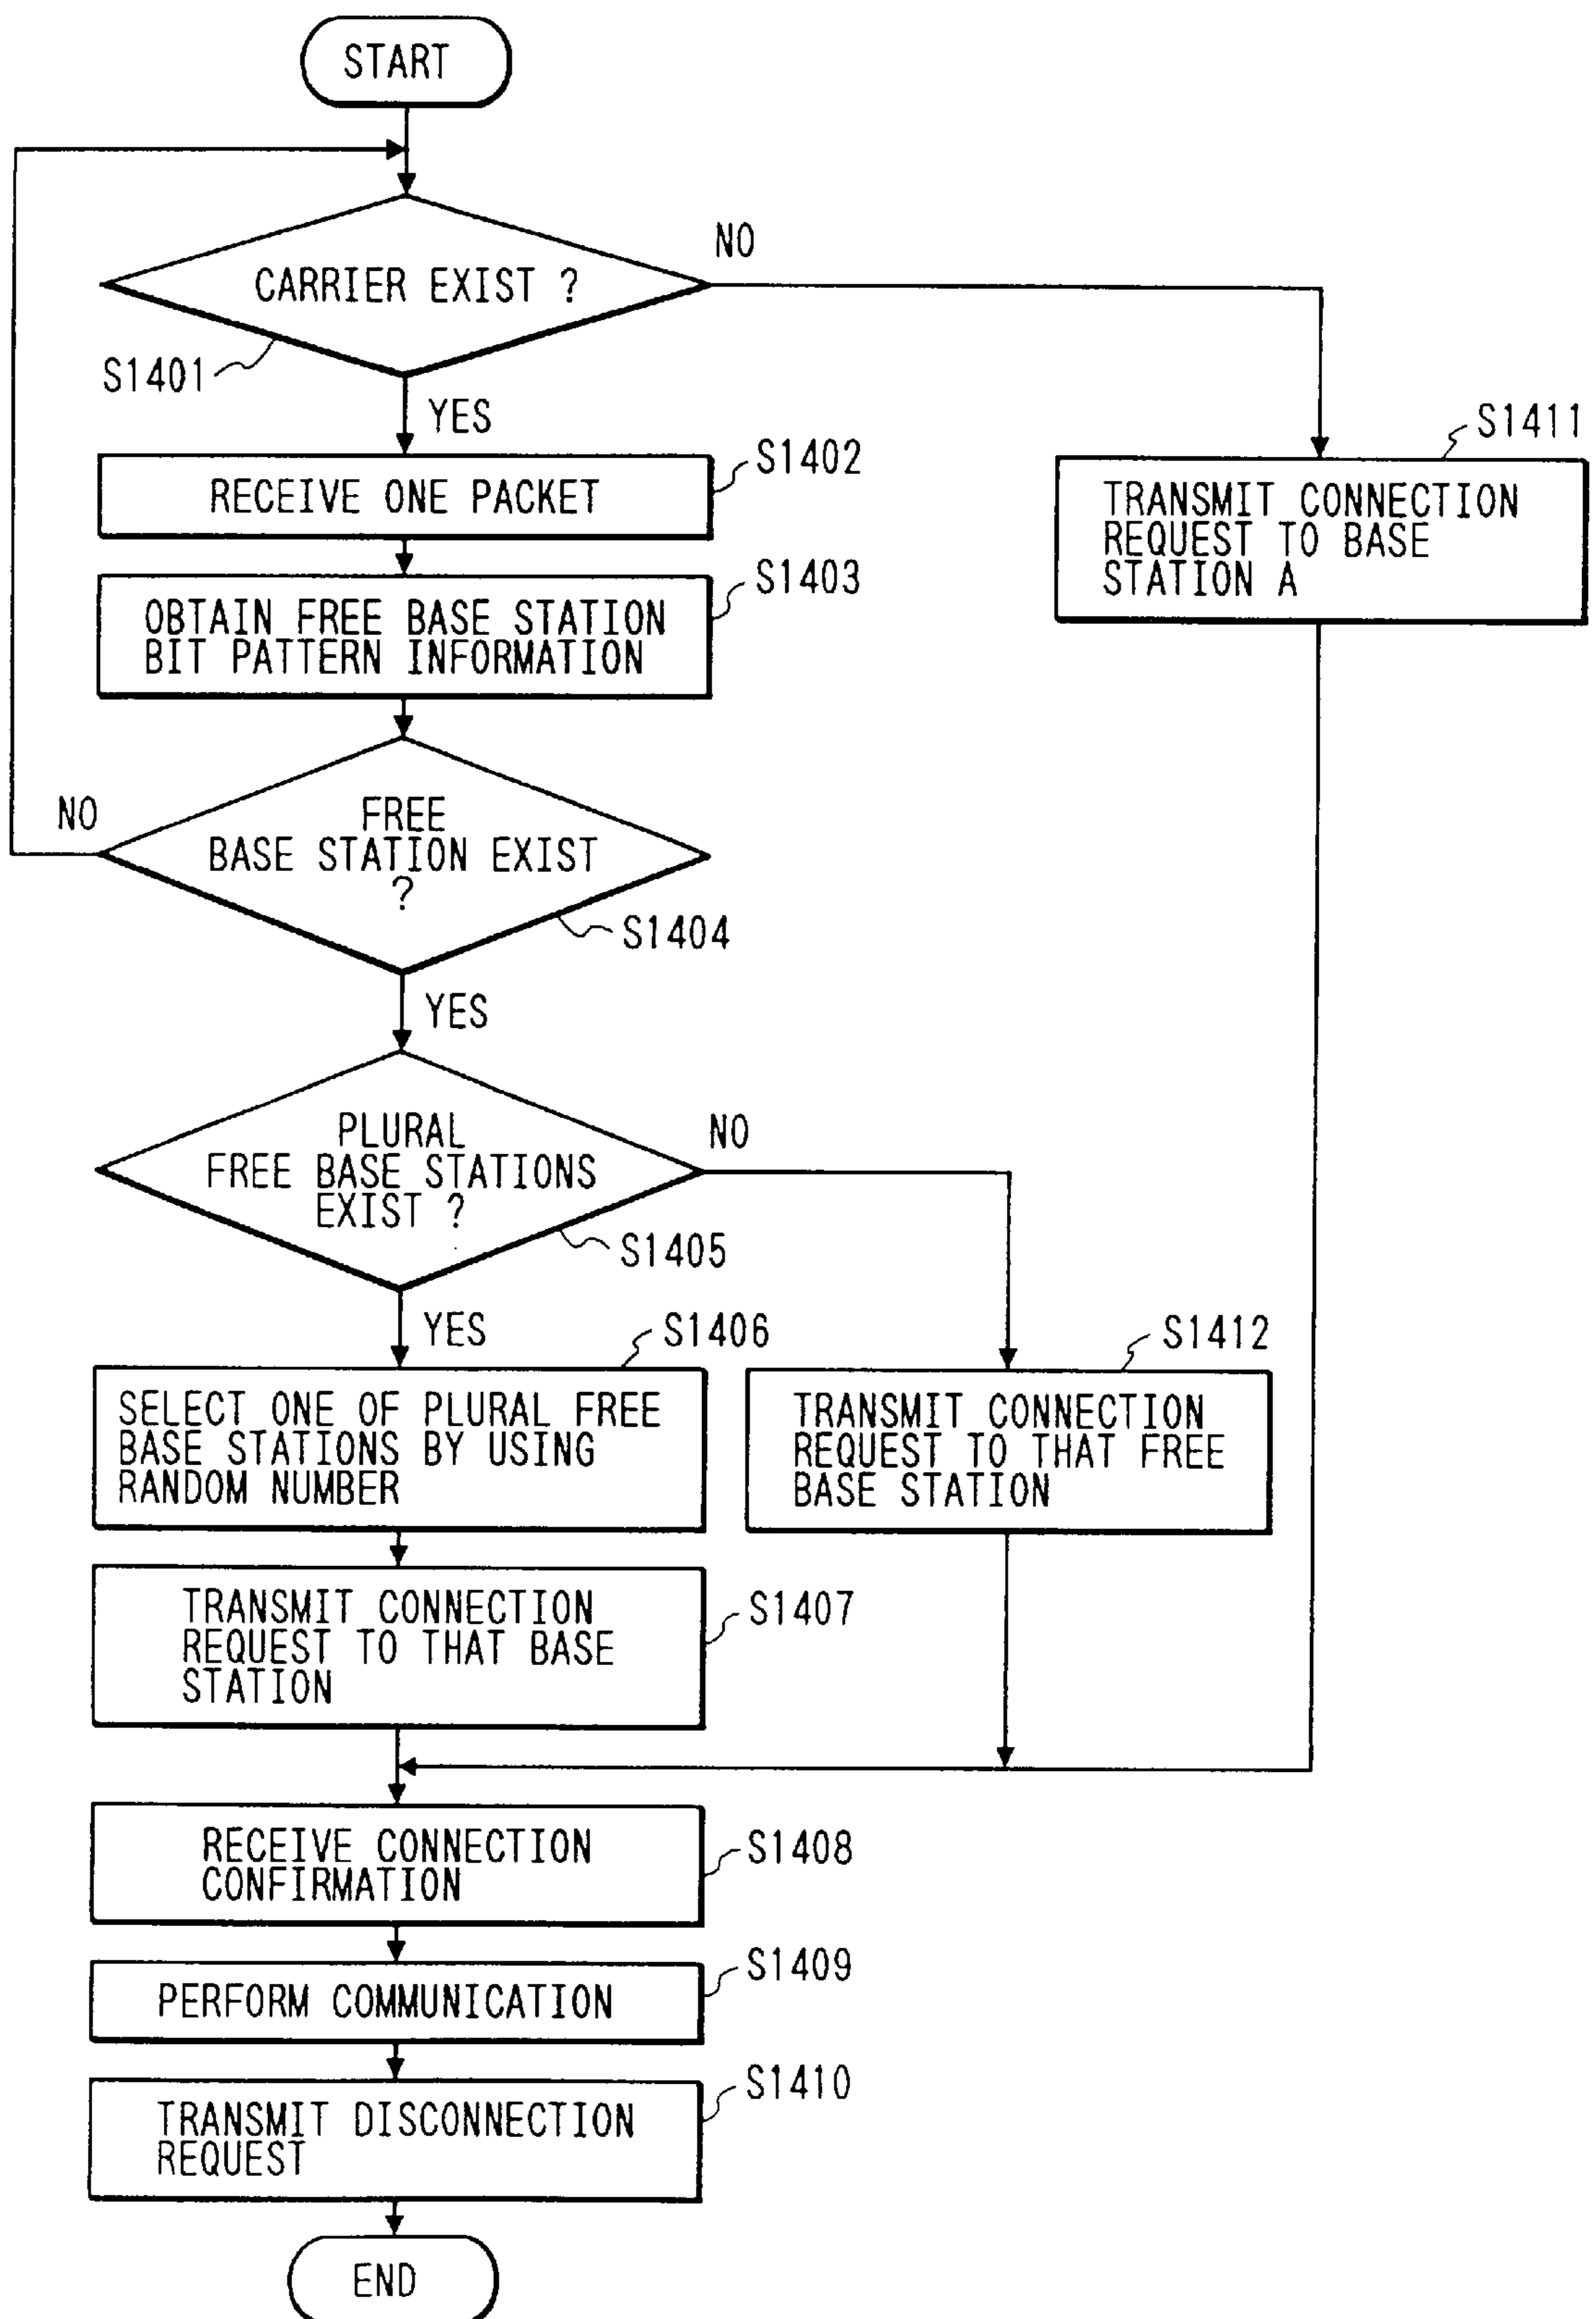 START
CARRIER EXIST ?
NO
S1401
YES
RECEIVE ONE PACKET
S1402
S1411
TRANSMIT CONNECTION
REQUEST TO BASE
STATION A
OBTAIN FREE BASE STATION
BIT PATTERN INFORMATION
S1403
NO
FREE
BASE STATION EXIST
?
S1404
YES
PLURAL
FREE BASE STATIONS
EXIST ?
NO
S1405
YES
S1406
SELECT ONE OF PLURAL FREE
BASE STATIONS BY USING
RANDOM NUMBER
S1412
TRANSMIT CONNECTION
REQUEST TO THAT FREE
BASE STATION
TRANSMIT CONNECTION
REQUEST TO THAT BASE
STATION
S1407
RECEIVE CONNECTION
CONFIRMATION
S1408
PERFORM COMMUNICATION
S1409
TRANSMIT DISCONNECTION
REQUEST
S1410
END